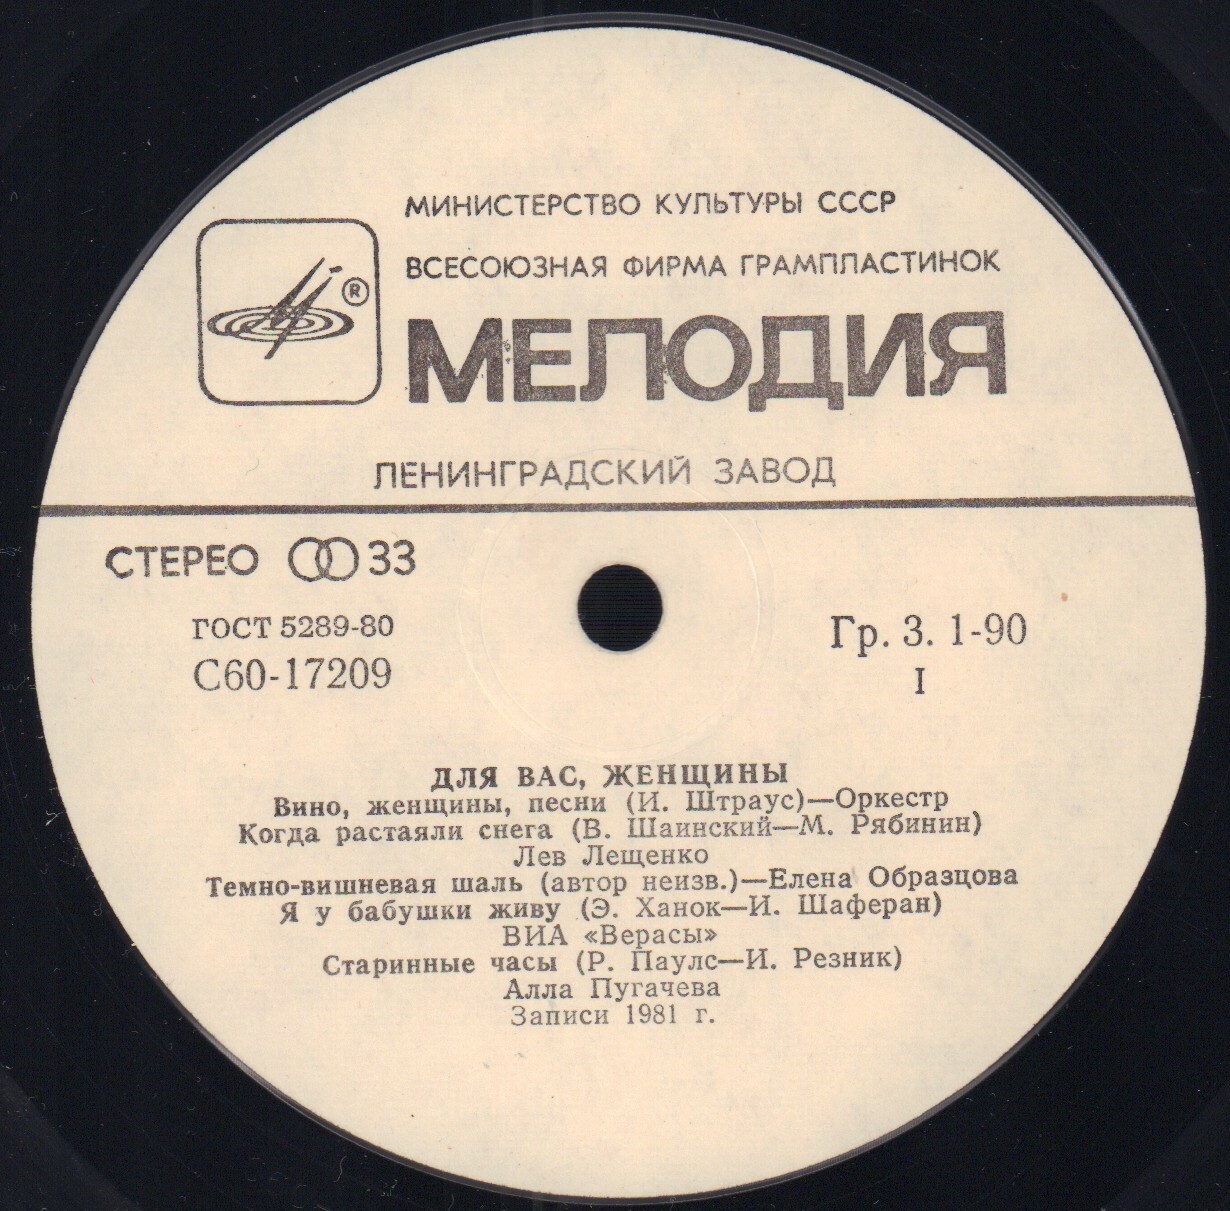 МИНИСТЕРСТВО КУЛЬТУРЫ СССР
ВСЕСОЮЗНАЯ ФИРМА ГРАМПЛАСТИНОК
®
МЕЛОДИЯ
ЛЕНИНГРАДСКИЙ ЗАВОД
СТЕРЕО 33
ГОСТ 5289-80
С60-17209
Гр. 3. 1-90
I
ДЛЯ ВАС, ЖЕНЩИНЫ
Вино, женщины, песни (И. Штраус)—Оркестр
Когда растаяли снега (В. Шаинский—М. Рябинин)
Лев Лещенко
Темно-вишневая шаль (автор неизв.)—Елена Образцова
Я у бабушки живу (Э. Ханок—И. Шаферан)
ВИА «Верасы»
Старинные часы (Р. Паулс—И. Резник)
Алла Пугачева
Записи 1981 г.